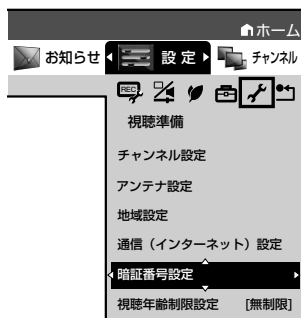 ホーム
お知らせ 設定 チャンネル
REC
視聴準備
チャンネル設定
アンテナ設定
地域設定
通信（インターネット）設定
暗証番号設定
視聴年齢制限設定 [無制限]